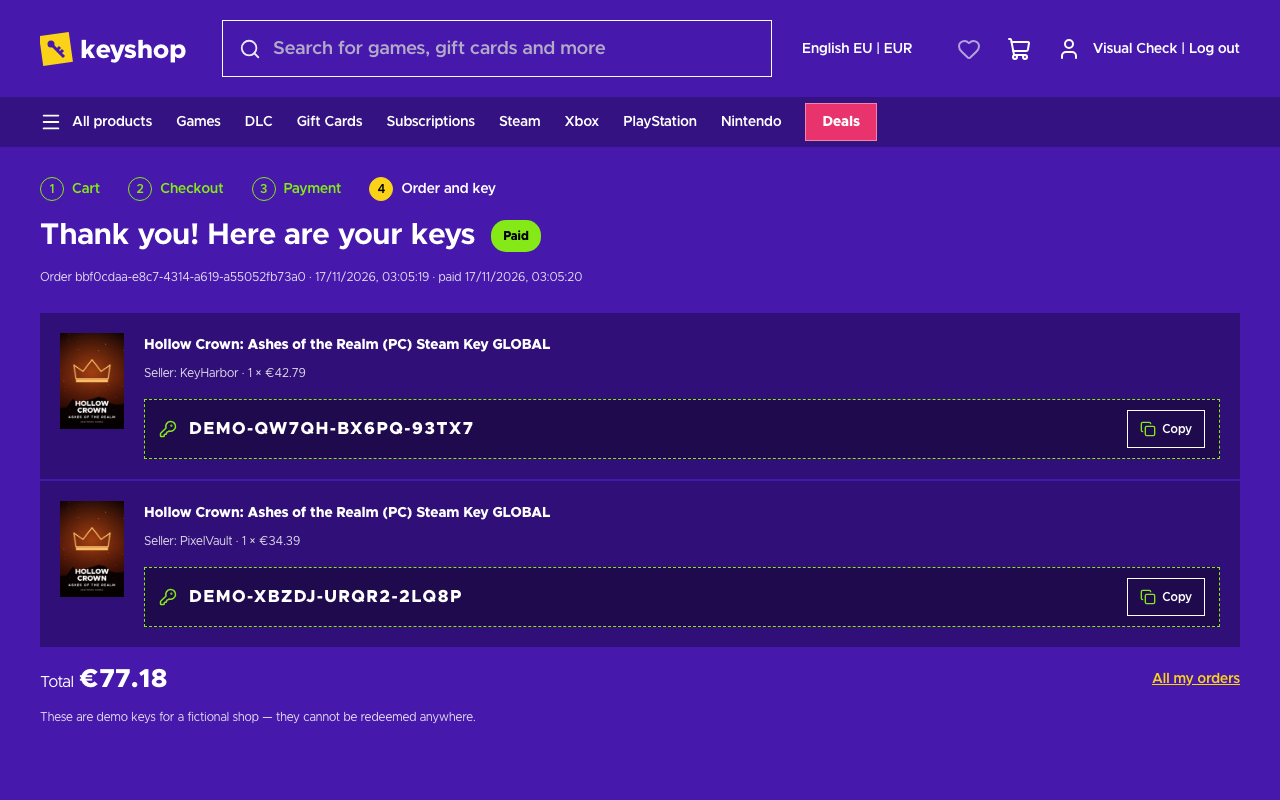 keyshop
Search for games, gift cards and more
English EU | EUR
Visual Check | Log out
All products Games DLC Gift Cards Subscriptions Steam Xbox PlayStation Nintendo Deals
1 Cart 2 Checkout 3 Payment 4 Order and key
Thank you! Here are your keys Paid
Order bbf0cdaa-e8c7-4314-a619-a55052fb73a0 · 17/11/2026, 03:05:19 · paid 17/11/2026, 03:05:20
HOLLOW
CROWN
ASHES OF THE REALM
Hollow Crown: Ashes of the Realm (PC) Steam Key GLOBAL
Seller: KeyHarbor · 1 × €42.79
DEMO-QW7QH-BX6PQ-93TX7 Copy
HOLLOW
CROWN
ASHES OF THE REALM
Hollow Crown: Ashes of the Realm (PC) Steam Key GLOBAL
Seller: PixelVault · 1 × €34.39
DEMO-XBZDJ-URQR2-2LQ8P Copy
Total €77.18
All my orders
These are demo keys for a fictional shop — they cannot be redeemed anywhere.